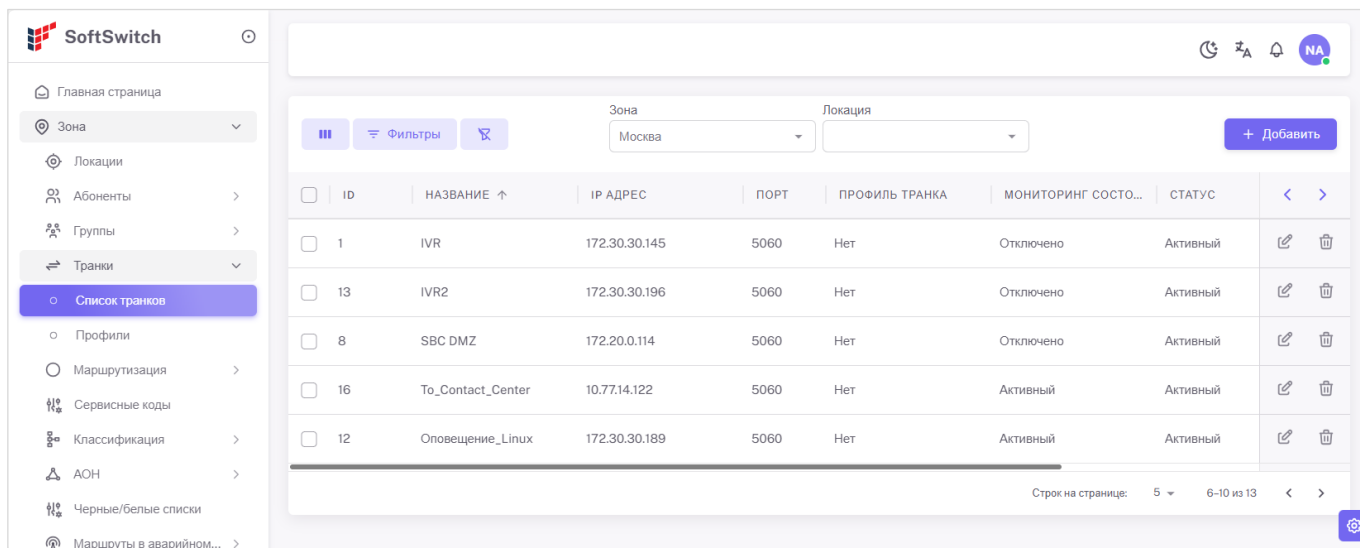 SoftSwitch
NA
Главная страница
Зона
Локации
Абоненты
Группы
Транки
Список транков
Профили
Маршрутизация
Сервисные коды
Классификация
АОН
Черные/белые списки
Маршруты в аварийном...
Зона Локация
Фильтры Москва + Добавить
ID НАЗВАНИЕ ↑ IP АДРЕС ПОРТ ПРОФИЛЬ ТРАНКА МОНИТОРИНГ СОСТО... СТАТУС
1 IVR 172.30.30.145 5060 Нет Отключено Активный
13 IVR2 172.30.30.196 5060 Нет Отключено Активный
8 SBC DMZ 172.20.0.114 5060 Нет Отключено Активный
16 To_Contact_Center 10.77.14.122 5060 Нет Активный Активный
12 Оповещение_Linux 172.30.30.189 5060 Нет Активный Активный
Строк на странице: 5 6–10 из 13